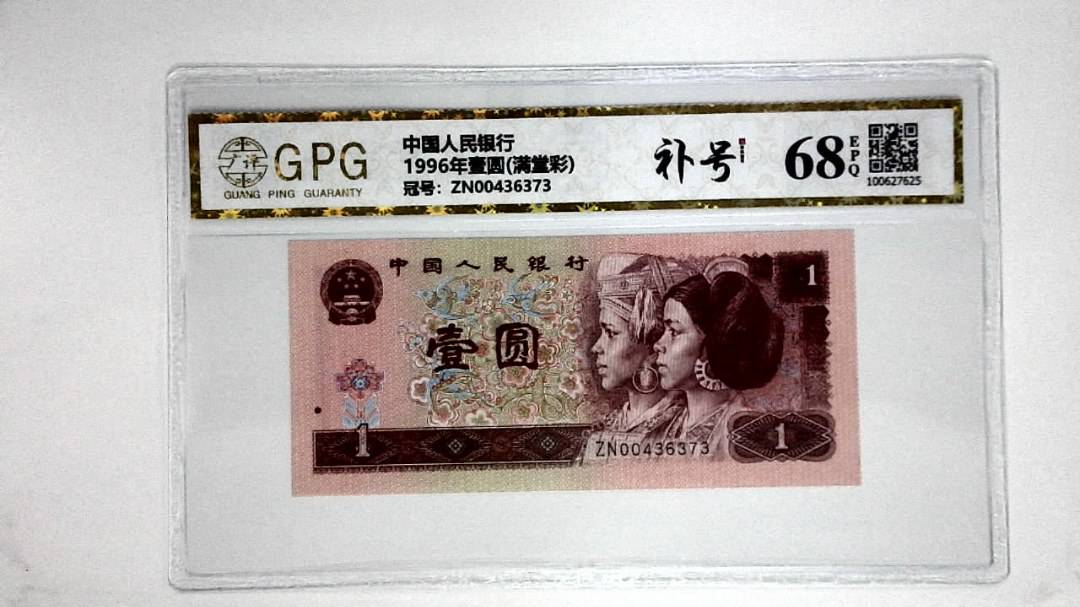 广评
GPG
GUANG PING GUARANTY
中国人民银行
1996年壹圆(满堂彩)
冠号: ZN00436373
补号
68
EPQ
100627625
中国人民银行
1
壹圆
1
ZN00436373
1